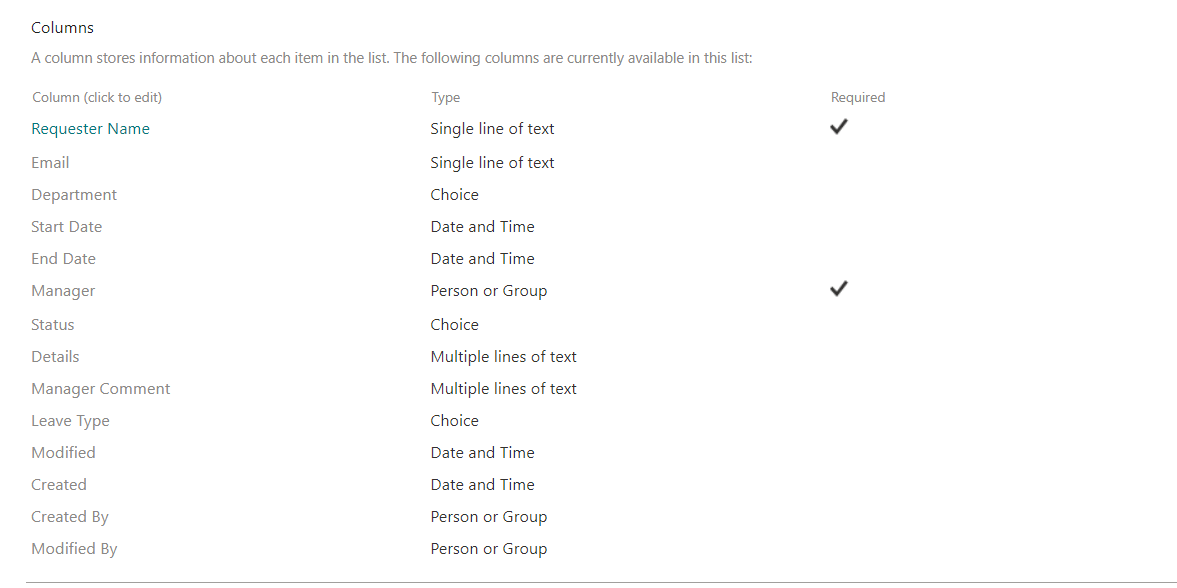 Columns
A column stores information about each item in the list. The following columns are currently available in this list:
Column (click to edit) Type Required
Requester Name Single line of text
Email Single line of text
Department Choice
Start Date Date and Time
End Date Date and Time
Manager Person or Group
Status Choice
Details Multiple lines of text
Manager Comment Multiple lines of text
Leave Type Choice
Modified Date and Time
Created Date and Time
Created By Person or Group
Modified By Person or Group